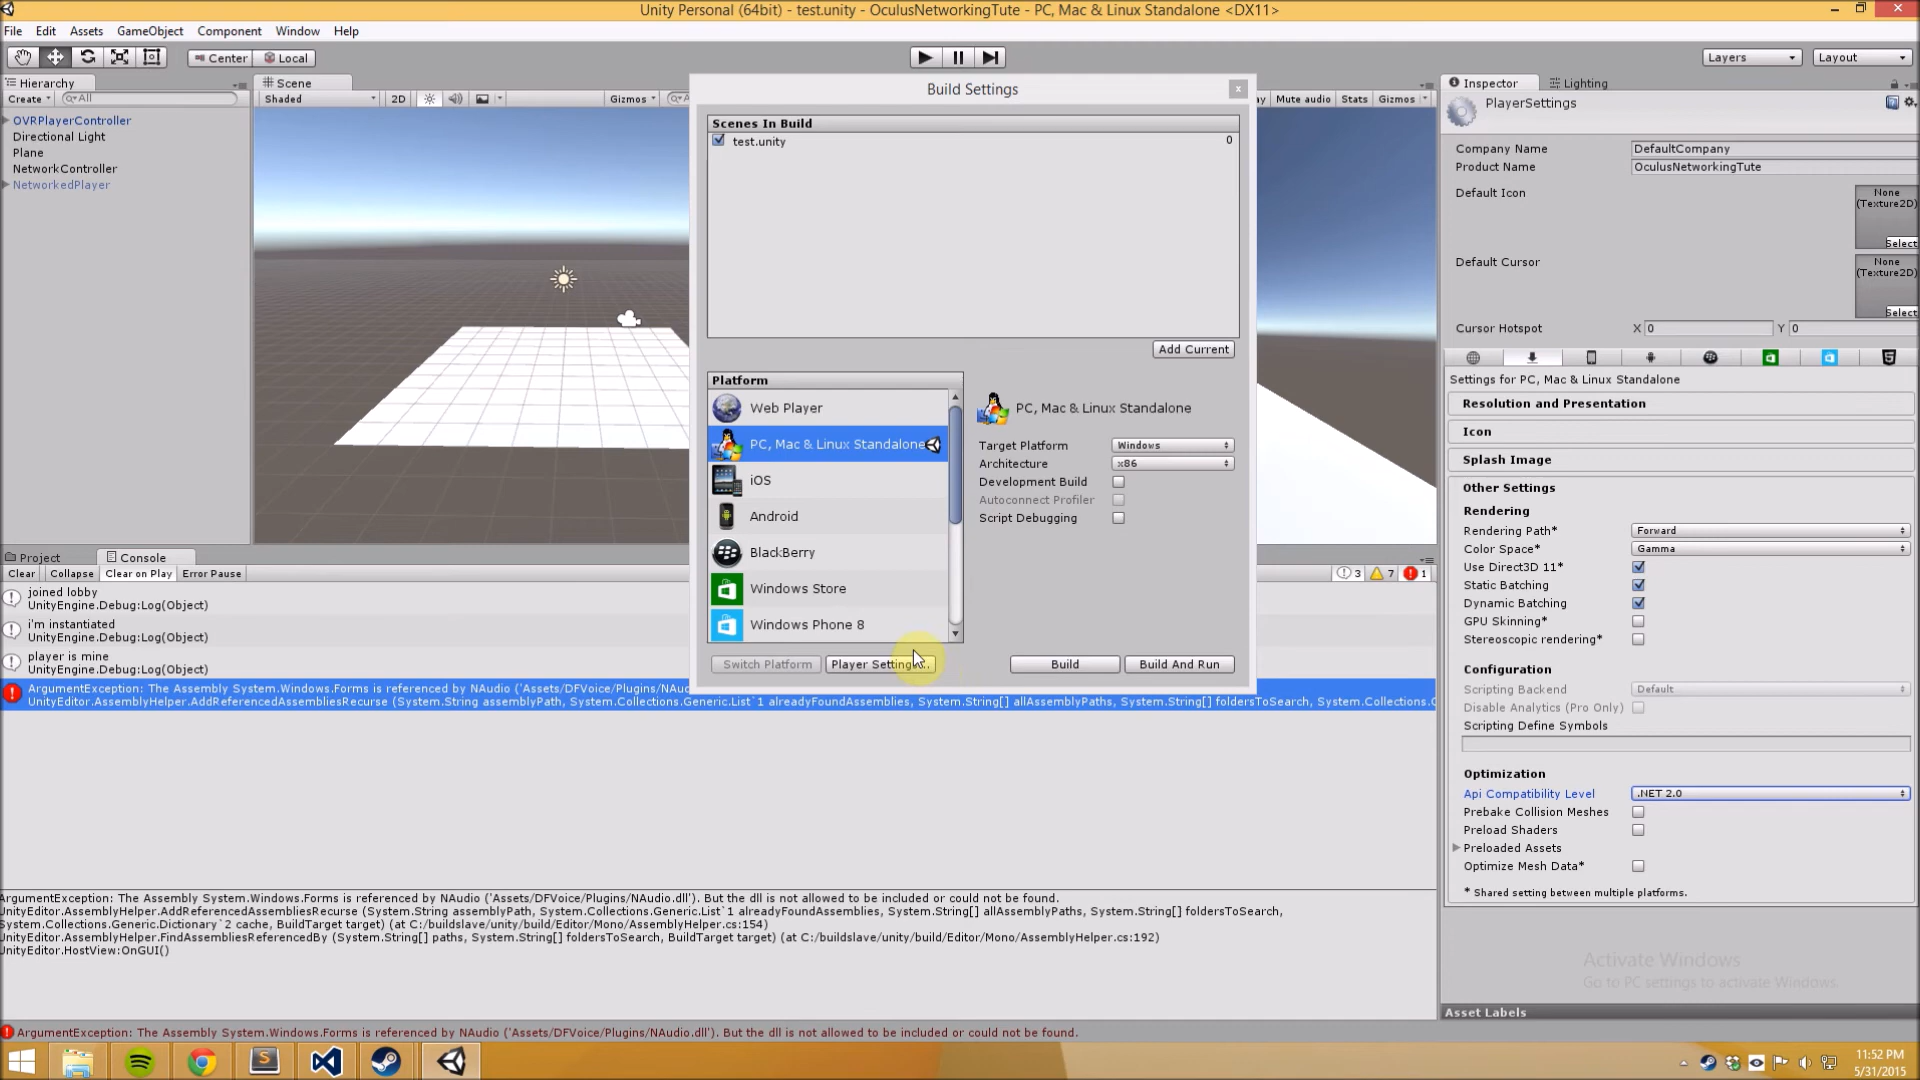 Unity Personal (64bit) - test.unity - OculusNetworkingTute - PC, Mac & Linux Standalone <DX11>
File Edit Assets GameObject Component Window Help
Center Local
Layers Layout
Hierarchy
Create All
OVRPlayerController
Directional Light
Plane
NetworkController
NetworkedPlayer
Scene
Shaded 2D Gizmos
Mute audio Stats Gizmos
Build Settings
Scenes In Build
test.unity 0
Add Current
Platform
Web Player
PC, Mac & Linux Standalone
iOS
Android
BlackBerry
Windows Store
Windows Phone 8
PC, Mac & Linux Standalone
Target Platform Windows
Architecture x86
Development Build
Autoconnect Profiler
Script Debugging
Switch Platform Player Settings... Build Build And Run
Inspector Lighting
PlayerSettings
Company Name DefaultCompany
Product Name OculusNetworkingTute
Default Icon None
(Texture2D)
Select
Default Cursor None
(Texture2D)
Select
Cursor Hotspot X 0 Y 0
Settings for PC, Mac & Linux Standalone
Resolution and Presentation
Icon
Splash Image
Other Settings
Rendering
Rendering Path* Forward
Color Space* Gamma
Use Direct3D 11*
Static Batching
Dynamic Batching
GPU Skinning*
Stereoscopic rendering*
Configuration
Scripting Backend Default
Disable Analytics (Pro Only)
Scripting Define Symbols
Optimization
Api Compatibility Level .NET 2.0
Prebake Collision Meshes
Preload Shaders
Preloaded Assets
Optimize Mesh Data*
* Shared setting between multiple platforms.
Activate Windows
Go to PC settings to activate Windows.
Asset Labels
Project Console
Clear Collapse Clear on Play Error Pause 3 7 1
joined lobby
UnityEngine.Debug:Log(Object)
i'm instantiated
UnityEngine.Debug:Log(Object)
player is mine
UnityEngine.Debug:Log(Object)
ArgumentException: The Assembly System.Windows.Forms is referenced by NAudio ('Assets/DFVoice/Plugins/NAu
UnityEditor.AssemblyHelper.AddReferencedAssembliesRecurse (System.String assemblyPath, System.Collections.Generic.List`1 alreadyFoundAssemblies, System.String[] allAssemblyPaths, System.String[] foldersToSearch, System.Collections.
ArgumentException: The Assembly System.Windows.Forms is referenced by NAudio ('Assets/DFVoice/Plugins/NAudio.dll'). But the dll is not allowed to be included or could not be found.
UnityEditor.AssemblyHelper.AddReferencedAssembliesRecurse (System.String assemblyPath, System.Collections.Generic.List`1 alreadyFoundAssemblies, System.String[] allAssemblyPaths, System.String[] foldersToSearch,
System.Collections.Generic.Dictionary`2 cache, BuildTarget target) (at C:/buildslave/unity/build/Editor/Mono/AssemblyHelper.cs:154)
UnityEditor.AssemblyHelper.FindAssembliesReferencedBy (System.String[] paths, System.String[] foldersToSearch, BuildTarget target) (at C:/buildslave/unity/build/Editor/Mono/AssemblyHelper.cs:192)
UnityEditor.HostView:OnGUI()
ArgumentException: The Assembly System.Windows.Forms is referenced by NAudio ('Assets/DFVoice/Plugins/NAudio.dll'). But the dll is not allowed to be included or could not be found.
11:52 PM
5/31/2015